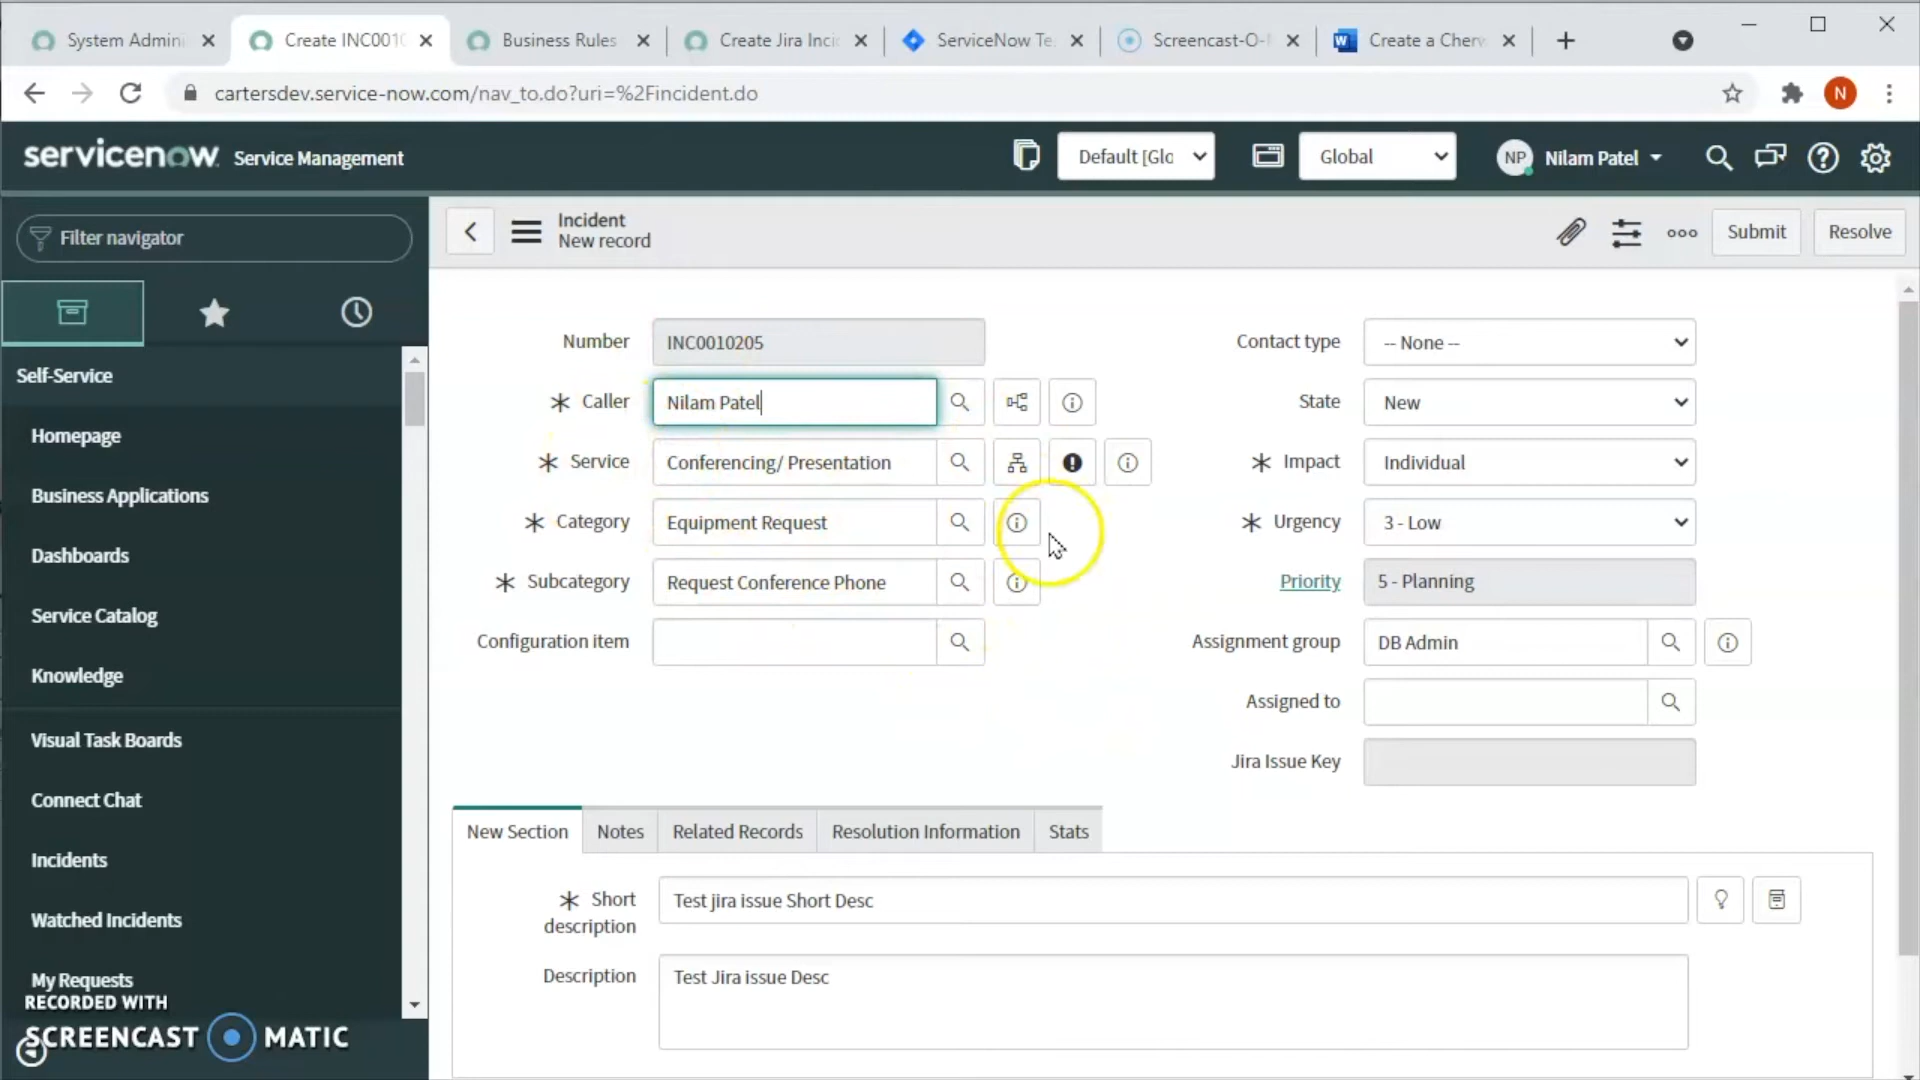 System Admini
Create INC0010
Business Rules
Create Jira Inci
ServiceNow Te
Screencast-O-
Create a Cherw
cartersdev.service-now.com/nav_to.do?uri=%2Fincident.do
N
servicenow Service Management
Default [Glo
Global
NP
Nilam Patel
Filter navigator
Incident
New record
Submit
Resolve
Self-Service
Homepage
Business Applications
Dashboards
Service Catalog
Knowledge
Visual Task Boards
Connect Chat
Incidents
Watched Incidents
My Requests
Number INC0010205
Caller Nilam Patel
Service Conferencing/ Presentation
Category Equipment Request
Subcategory Request Conference Phone
Configuration item
Contact type -- None --
State New
Impact Individual
Urgency 3 - Low
Priority 5 - Planning
Assignment group DB Admin
Assigned to
Jira Issue Key
New Section Notes Related Records Resolution Information Stats
Short description Test jira issue Short Desc
Description Test Jira issue Desc
RECORDED WITH
SCREENCAST MATIC